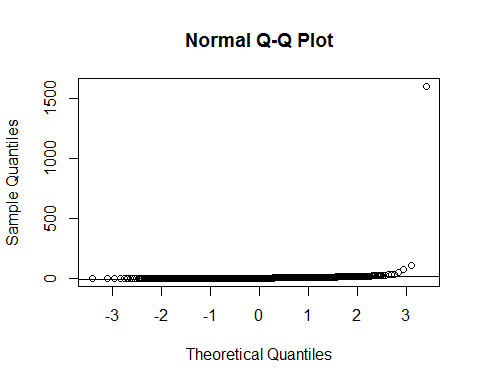 Normal Q-Q Plot
Sample Quantiles
1500
1000
500
0
-3 -2 -1 0 1 2 3
Theoretical Quantiles